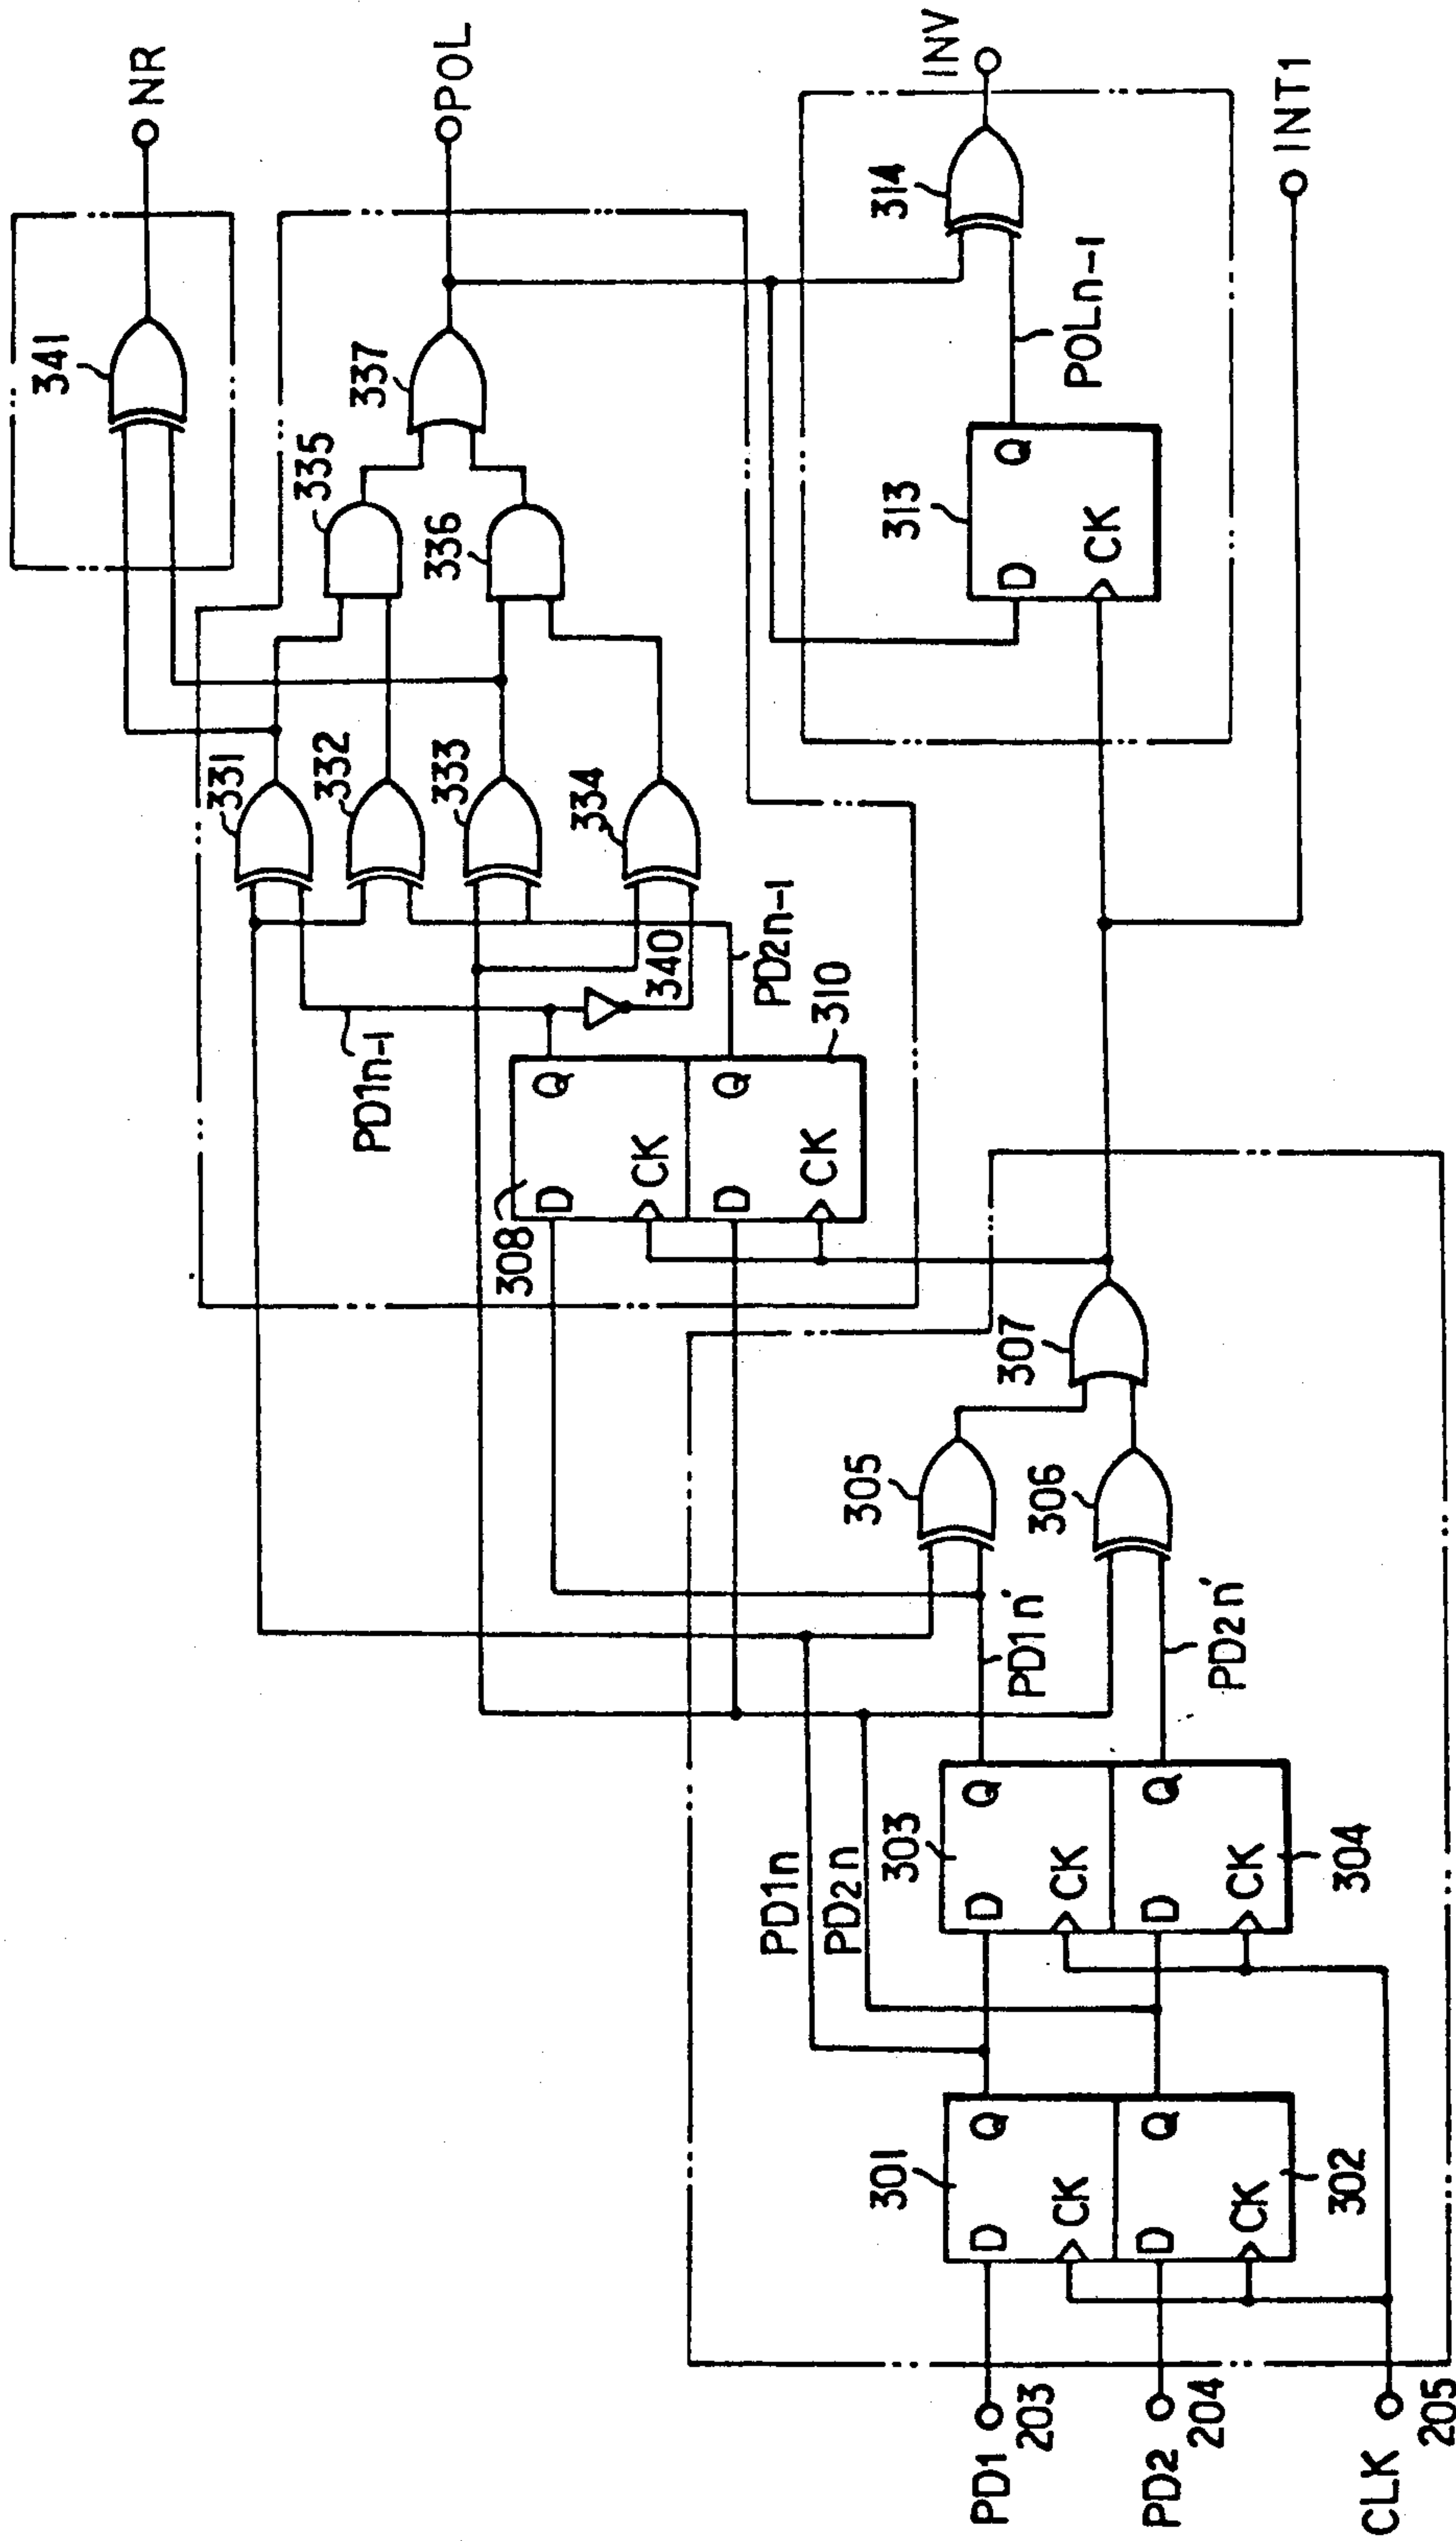 PD1
203
PD2
204
CLK
205
301
D
Q
CK
302
D
Q
CK
PD1n
PD2n
303
D
Q
CK
304
D
Q
CK
PD1n'
PD2n'
305
306
307
308
D
Q
CK
310
D
Q
CK
PD1n-1
PD2n-1
340
331
332
333
334
335
336
337
341
NR
POL
313
D
Q
CK
POLn-1
314
INV
INT1